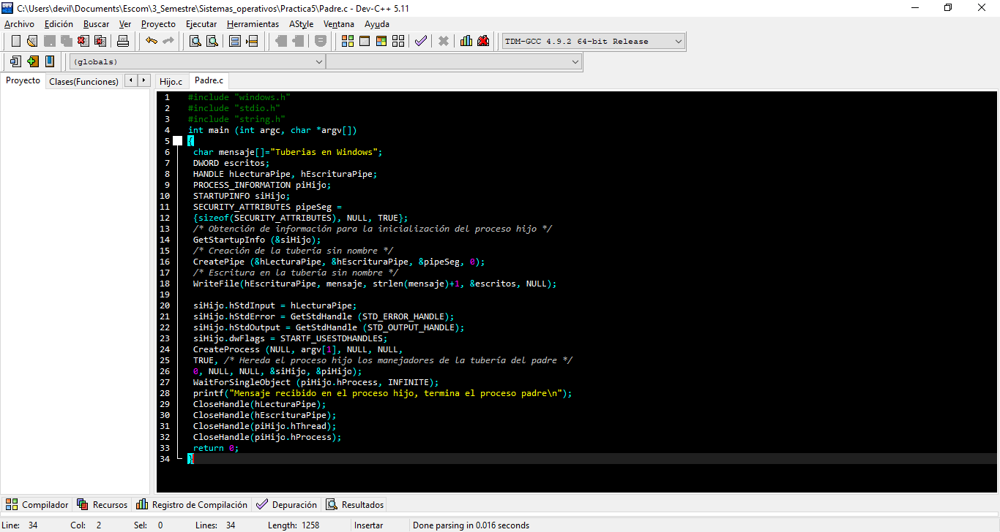 C:\Users\devil\Documents\Escom\3_Semestre\Sistemas_operativos\Practica5\Padre.c - Dev-C++ 5.11
Archivo Edición Buscar Ver Proyecto Ejecutar Herramientas AStyle Ventana Ayuda
TDM-GCC 4.9.2 64-bit Release
(globals)
Proyecto Clases(Funciones) Hijo.c Padre.c
1 #include "windows.h"
2 #include "stdio.h"
3 #include "string.h"
4 int main (int argc, char *argv[])
5 {
6 char mensaje[]="Tuberias en Windows";
7 DWORD escritos;
8 HANDLE hLecturaPipe, hEscrituraPipe;
9 PROCESS_INFORMATION piHijo;
10 STARTUPINFO siHijo;
11 SECURITY_ATTRIBUTES pipeSeg =
12 {sizeof(SECURITY_ATTRIBUTES), NULL, TRUE};
13 /* Obtención de información para la inicialización del proceso hijo */
14 GetStartupInfo (&siHijo);
15 /* Creación de la tubería sin nombre */
16 CreatePipe (&hLecturaPipe, &hEscrituraPipe, &pipeSeg, 0);
17 /* Escritura en la tubería sin nombre */
18 WriteFile(hEscrituraPipe, mensaje, strlen(mensaje)+1, &escritos, NULL);
19
20 siHijo.hStdInput = hLecturaPipe;
21 siHijo.hStdError = GetStdHandle (STD_ERROR_HANDLE);
22 siHijo.hStdOutput = GetStdHandle (STD_OUTPUT_HANDLE);
23 siHijo.dwFlags = STARTF_USESTDHANDLES;
24 CreateProcess (NULL, argv[1], NULL, NULL,
25 TRUE, /* Hereda el proceso hijo los manejadores de la tubería del padre */
26 0, NULL, NULL, &siHijo, &piHijo);
27 WaitForSingleObject (piHijo.hProcess, INFINITE);
28 printf("Mensaje recibido en el proceso hijo, termina el proceso padre\n");
29 CloseHandle(hLecturaPipe);
30 CloseHandle(hEscrituraPipe);
31 CloseHandle(piHijo.hThread);
32 CloseHandle(piHijo.hProcess);
33 return 0;
34 }
Compilador Recursos Registro de Compilación Depuración Resultados
Line: 34 Col: 2 Sel: 0 Lines: 34 Length: 1258 Insertar Done parsing in 0.016 seconds